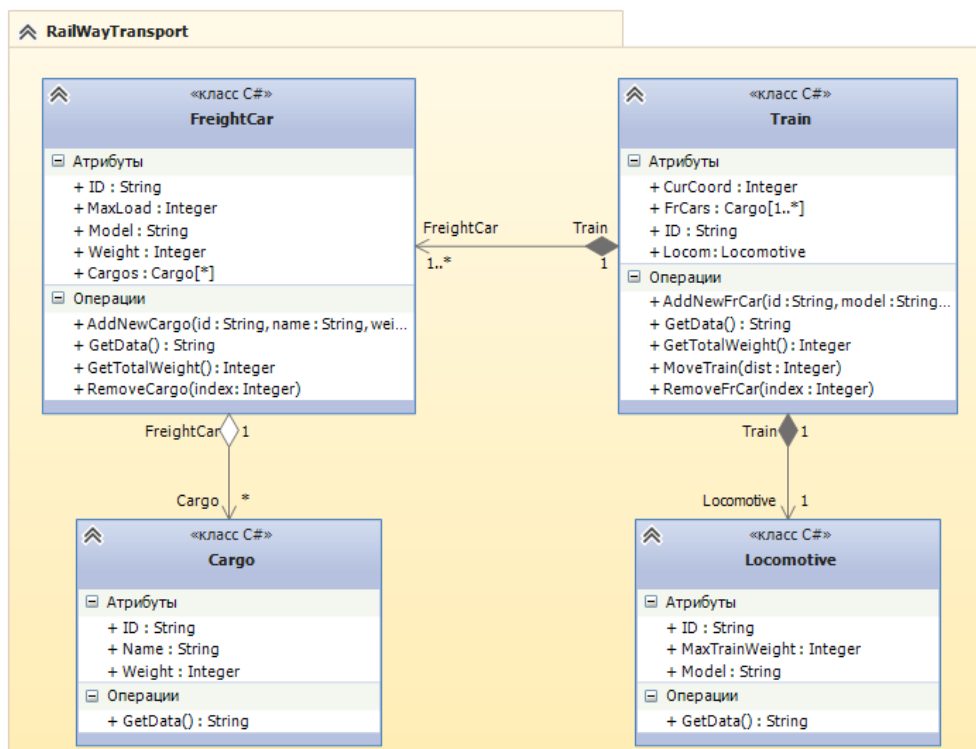 RailWayTransport
«класс C#»
FreightCar
Атрибуты
+ ID : String
+ MaxLoad : Integer
+ Model : String
+ Weight : Integer
+ Cargos : Cargo[*]
Операции
+ AddNewCargo(id : String, name : String, wei...
+ GetData() : String
+ GetTotalWeight() : Integer
+ RemoveCargo(index: Integer)
FreightCar
1..*
Train
1
«класс C#»
Train
Атрибуты
+ CurCoord : Integer
+ FrCars : Cargo[1..*]
+ ID : String
+ Locom : Locomotive
Операции
+ AddNewFrCar(id : String, model : String...
+ GetData() : String
+ GetTotalWeight() : Integer
+ MoveTrain(dist : Integer)
+ RemoveFrCar(index : Integer)
FreightCar 1
Cargo *
Train 1
Locomotive 1
«класс C#»
Cargo
Атрибуты
+ ID : String
+ Name : String
+ Weight : Integer
Операции
+ GetData() : String
«класс C#»
Locomotive
Атрибуты
+ ID : String
+ MaxTrainWeight : Integer
+ Model : String
Операции
+ GetData() : String